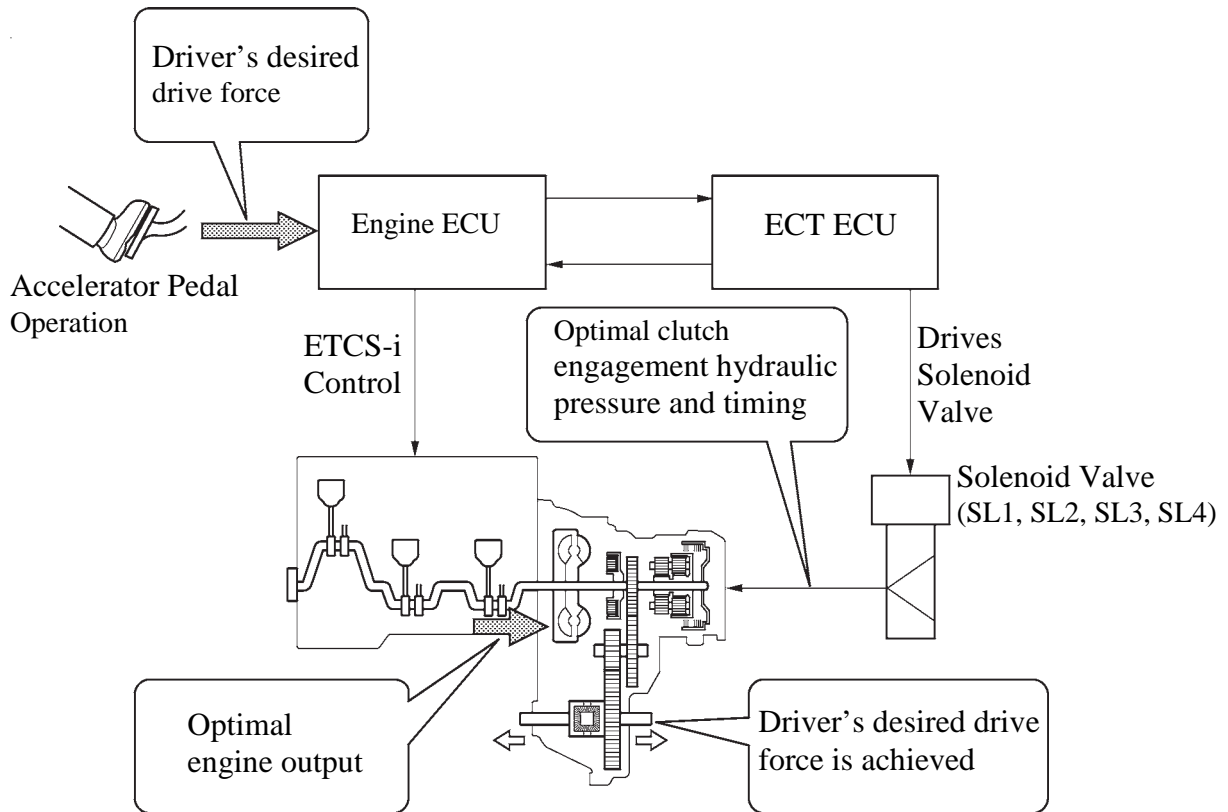 Driver’s desired
drive force
Engine ECU
ECT ECU
Accelerator Pedal
Operation
ETCS-i
Control
Optimal clutch
engagement hydraulic
pressure and timing
Drives
Solenoid
Valve
Solenoid Valve
(SL1, SL2, SL3, SL4)
Optimal
engine output
Driver’s desired drive
force is achieved